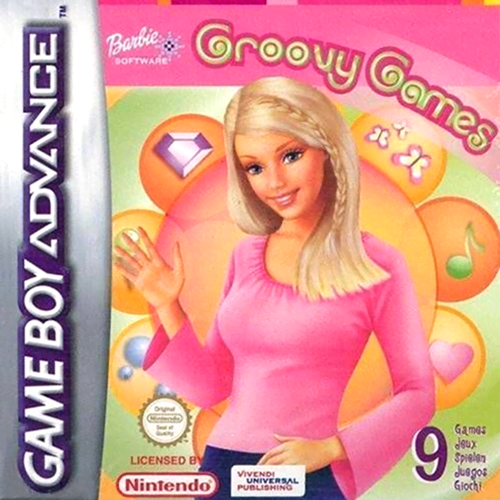 GAME BOY ADVANCE
Barbie
SOFTWARE
Groovy Games
Original
Nintendo
Seal of
Quality
LICENSED BY
Nintendo
VIVENDI
UNIVERSAL
PUBLISHING
9
Games
Jeux
Spielen
Juegos
Giochi